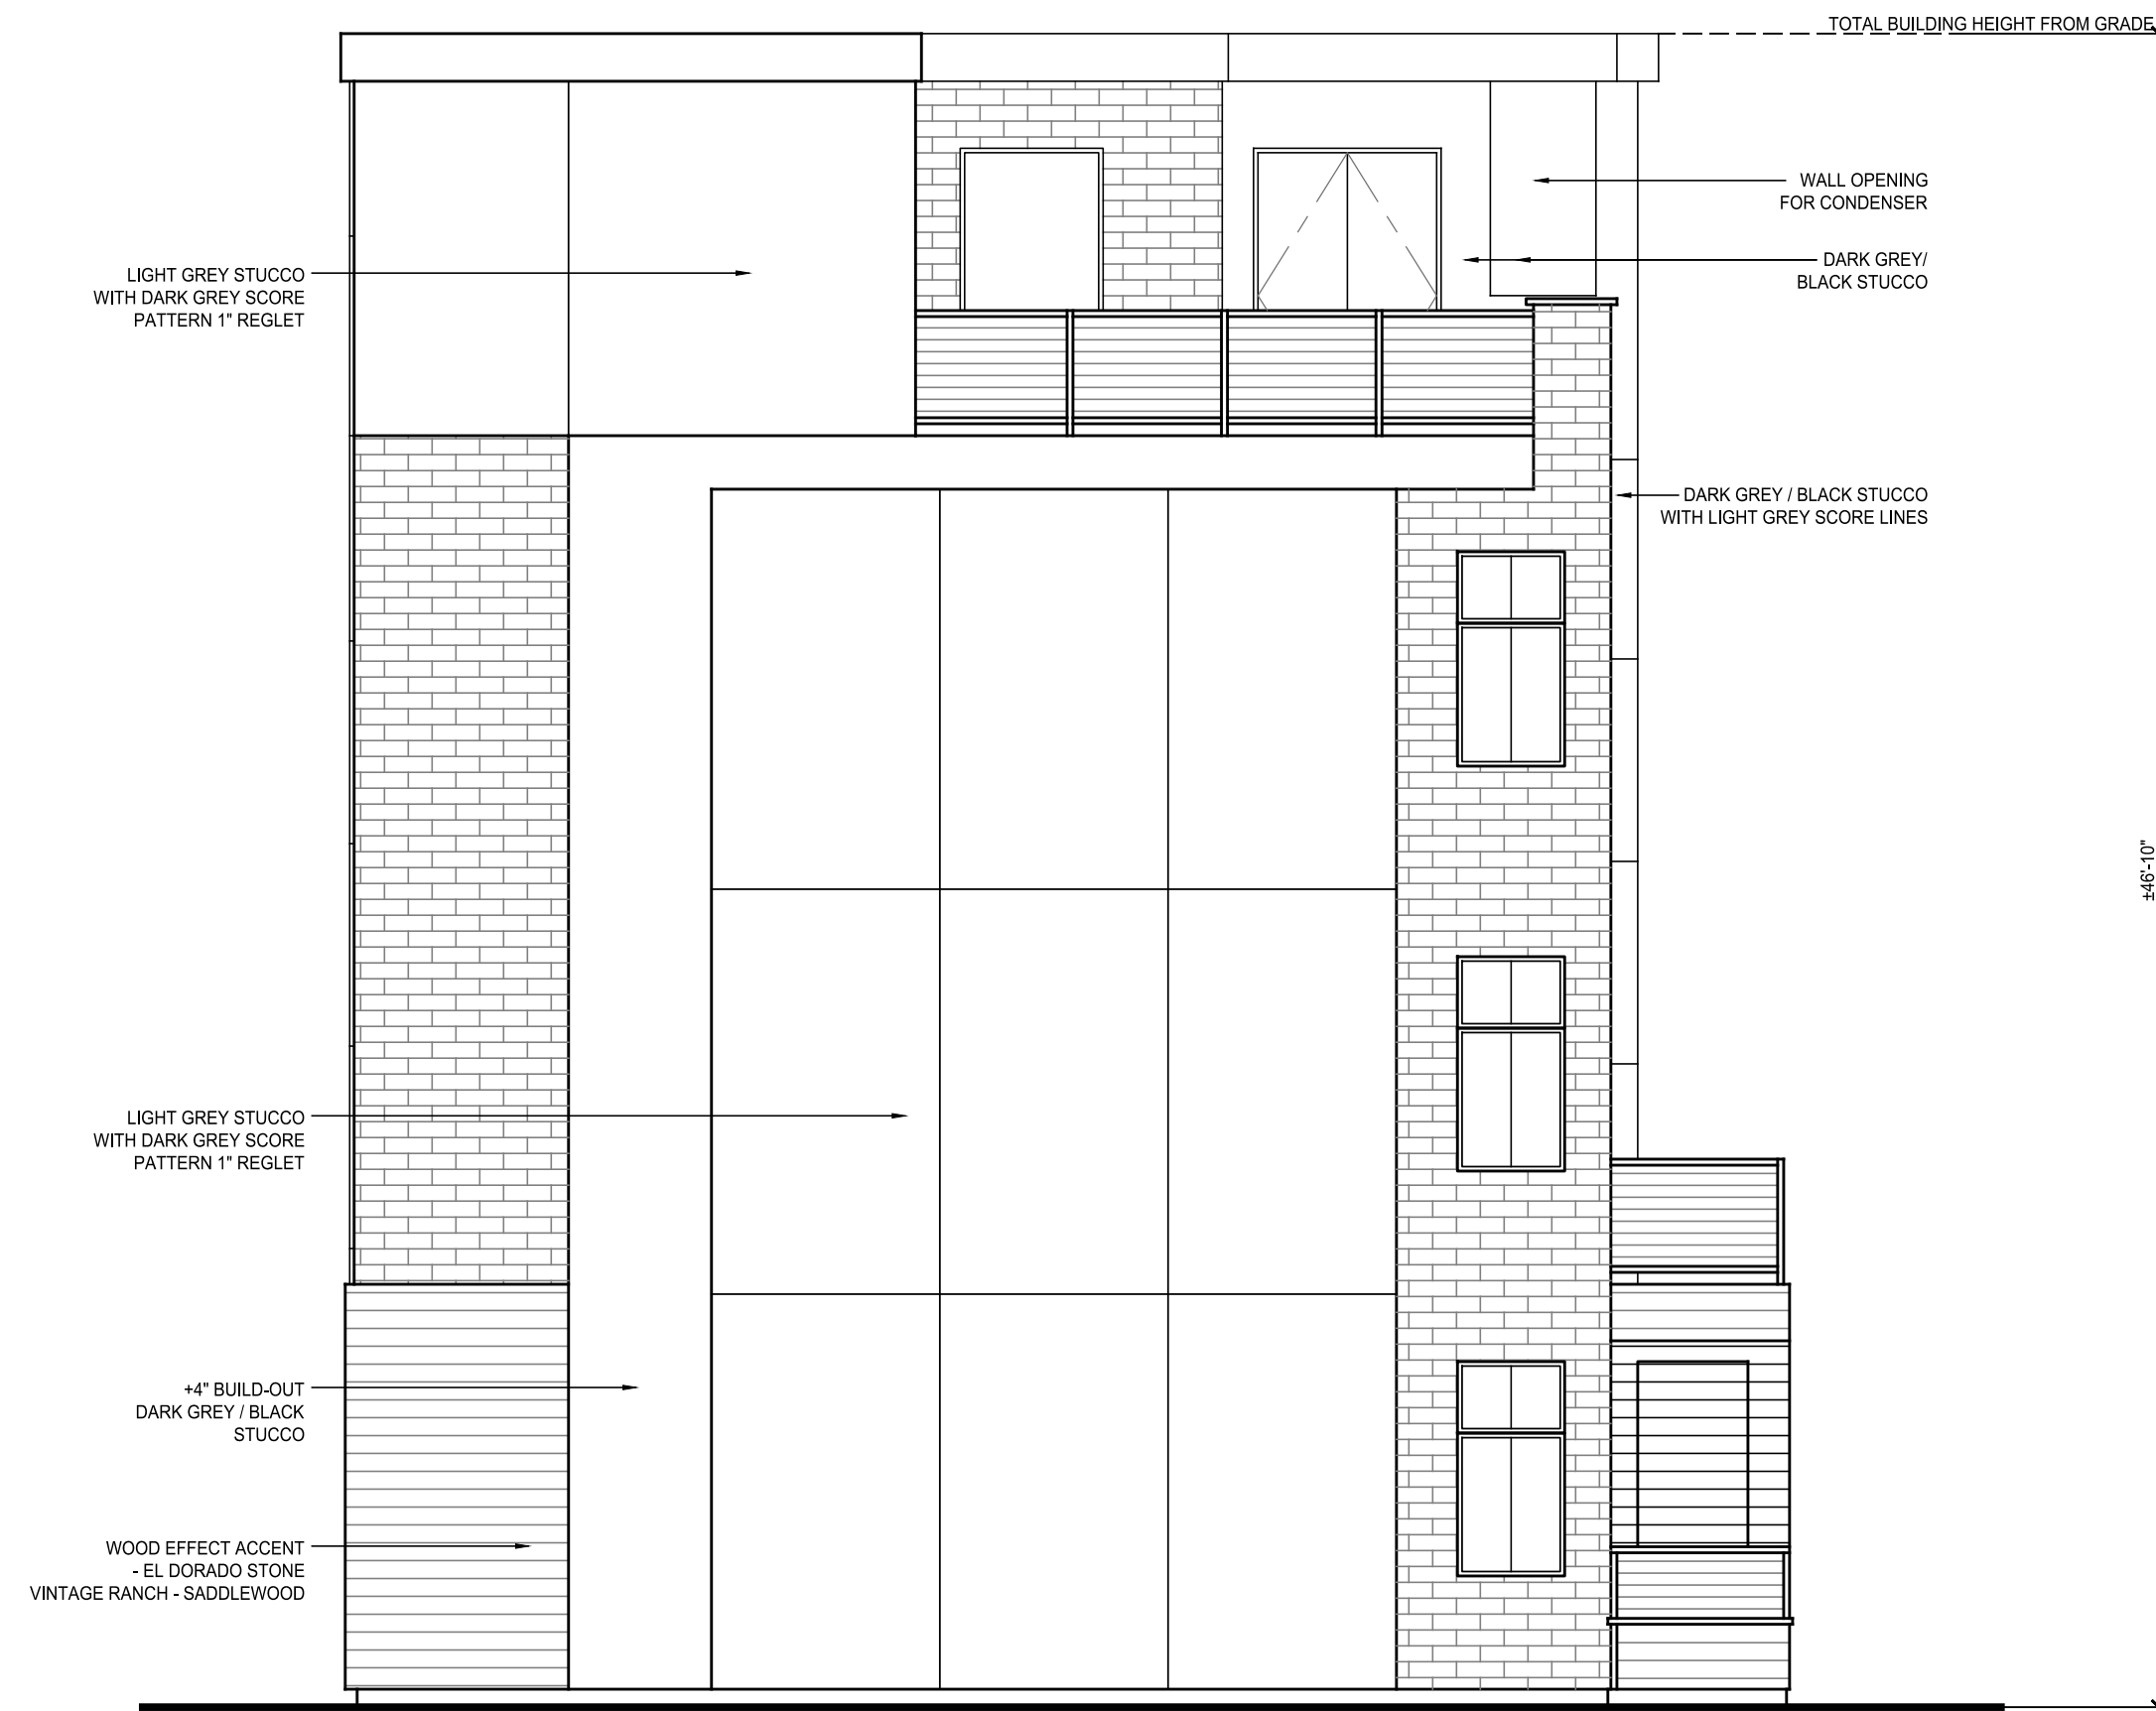 TOTAL BUILDING HEIGHT FROM GRADE
WALL OPENING
FOR CONDENSER
DARK GREY/
BLACK STUCCO
LIGHT GREY STUCCO
WITH DARK GREY SCORE
PATTERN 1" REGLET
DARK GREY / BLACK STUCCO
WITH LIGHT GREY SCORE LINES
±46'-10"
LIGHT GREY STUCCO
WITH DARK GREY SCORE
PATTERN 1" REGLET
+4" BUILD-OUT
DARK GREY / BLACK
STUCCO
WOOD EFFECT ACCENT
- EL DORADO STONE
VINTAGE RANCH - SADDLEWOOD